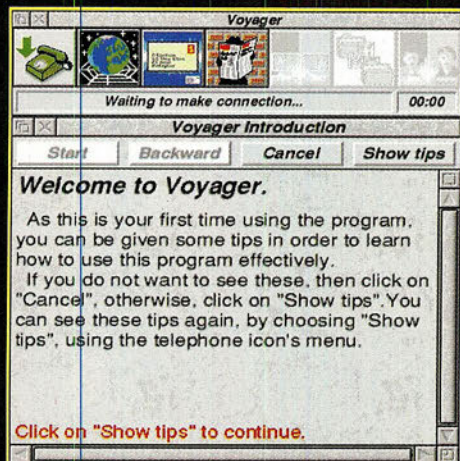 Voyager
Waiting to make connection...
00:00
Voyager Introduction
Start
Backward
Cancel
Show tips
Welcome to Voyager.
As this is your first time using the program,
you can be given some tips in order to learn
how to use this program effectively.
If you do not want to see these, then click on
"Cancel", otherwise, click on "Show tips".You
can see these tips again, by choosing "Show
tips", using the telephone icon's menu.
Click on "Show tips" to continue.